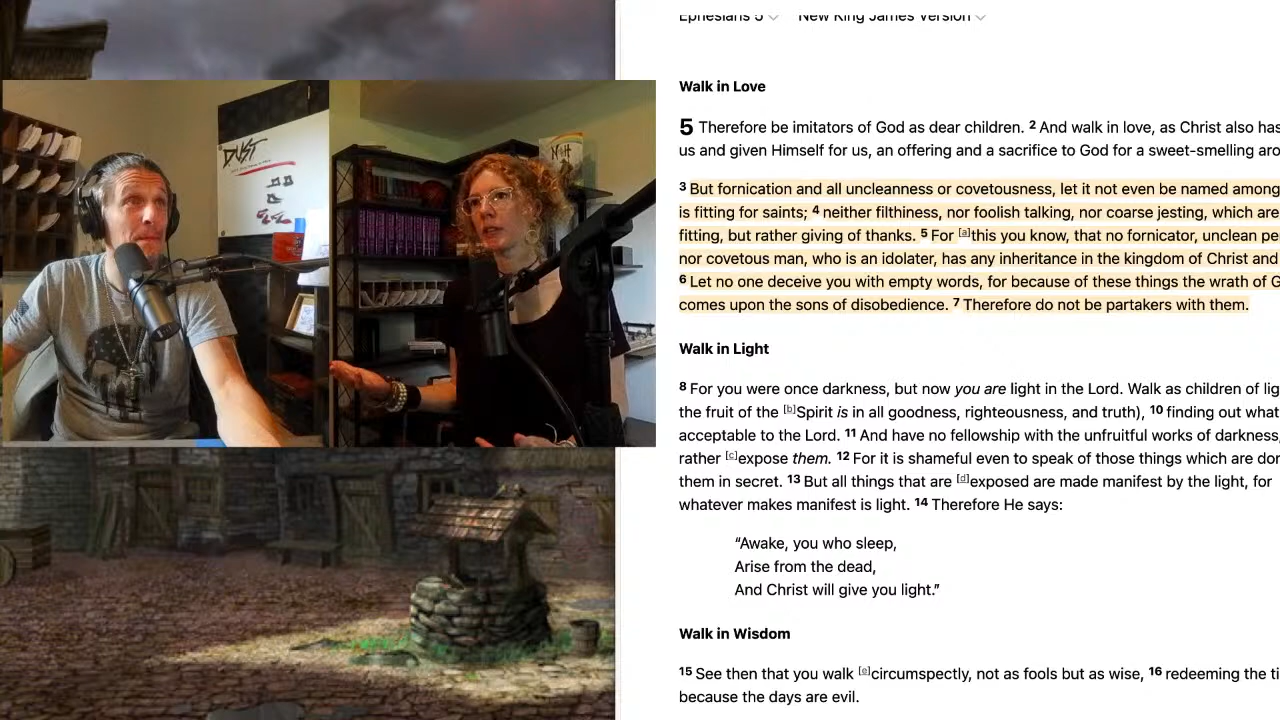 Ephesians 5 New King James Version
Walk in Love
5 Therefore be imitators of God as dear children. 2 And walk in love, as Christ also has
us and given Himself for us, an offering and a sacrifice to God for a sweet-smelling aro
3 But fornication and all uncleanness or covetousness, let it not even be named among
is fitting for saints; 4 neither filthiness, nor foolish talking, nor coarse jesting, which are
fitting, but rather giving of thanks. 5 For [a]this you know, that no fornicator, unclean pe
nor covetous man, who is an idolater, has any inheritance in the kingdom of Christ and
6 Let no one deceive you with empty words, for because of these things the wrath of G
comes upon the sons of disobedience. 7 Therefore do not be partakers with them.
Walk in Light
8 For you were once darkness, but now you are light in the Lord. Walk as children of lig
the fruit of the [b]Spirit is in all goodness, righteousness, and truth), 10 finding out what
acceptable to the Lord. 11 And have no fellowship with the unfruitful works of darkness,
rather [c]expose them. 12 For it is shameful even to speak of those things which are don
them in secret. 13 But all things that are [d]exposed are made manifest by the light, for
whatever makes manifest is light. 14 Therefore He says:
“Awake, you who sleep,
Arise from the dead,
And Christ will give you light.”
Walk in Wisdom
15 See then that you walk [e]circumspectly, not as fools but as wise, 16 redeeming the ti
because the days are evil.
DUST